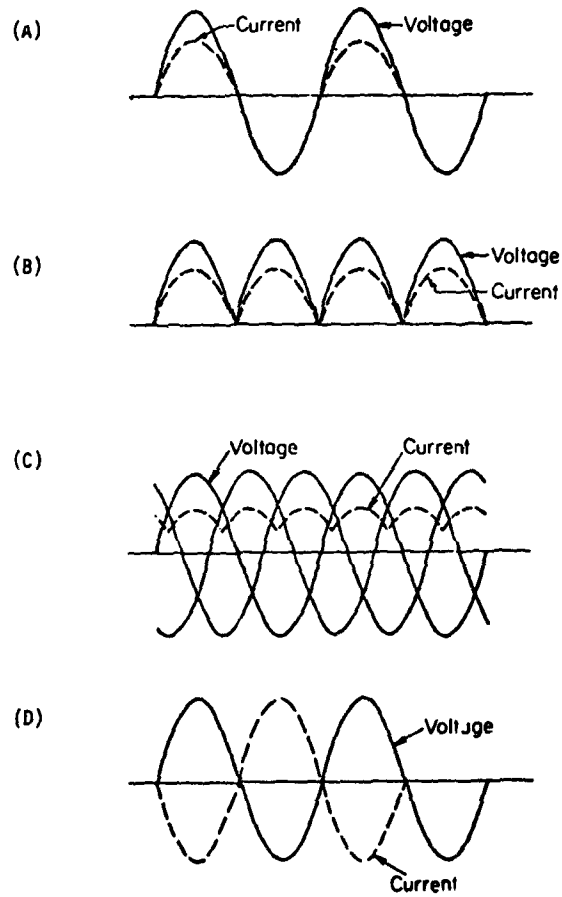 (A)
Current
Voltage
(B)
Voltage
Current
(C)
Voltage
Current
(D)
Voltage
Current